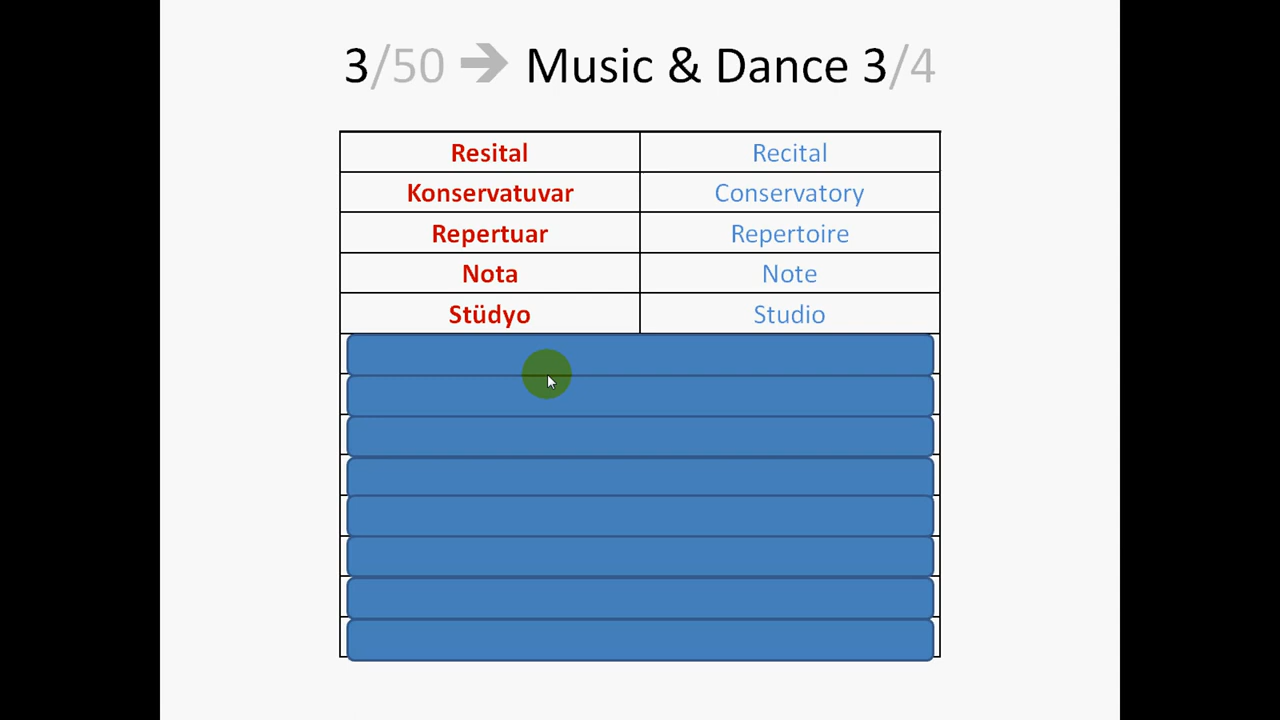 3/50 → Music & Dance 3/4
Resital Recital
Konservatuvar Conservatory
Repertuar Repertoire
Nota Note
Stüdyo Studio